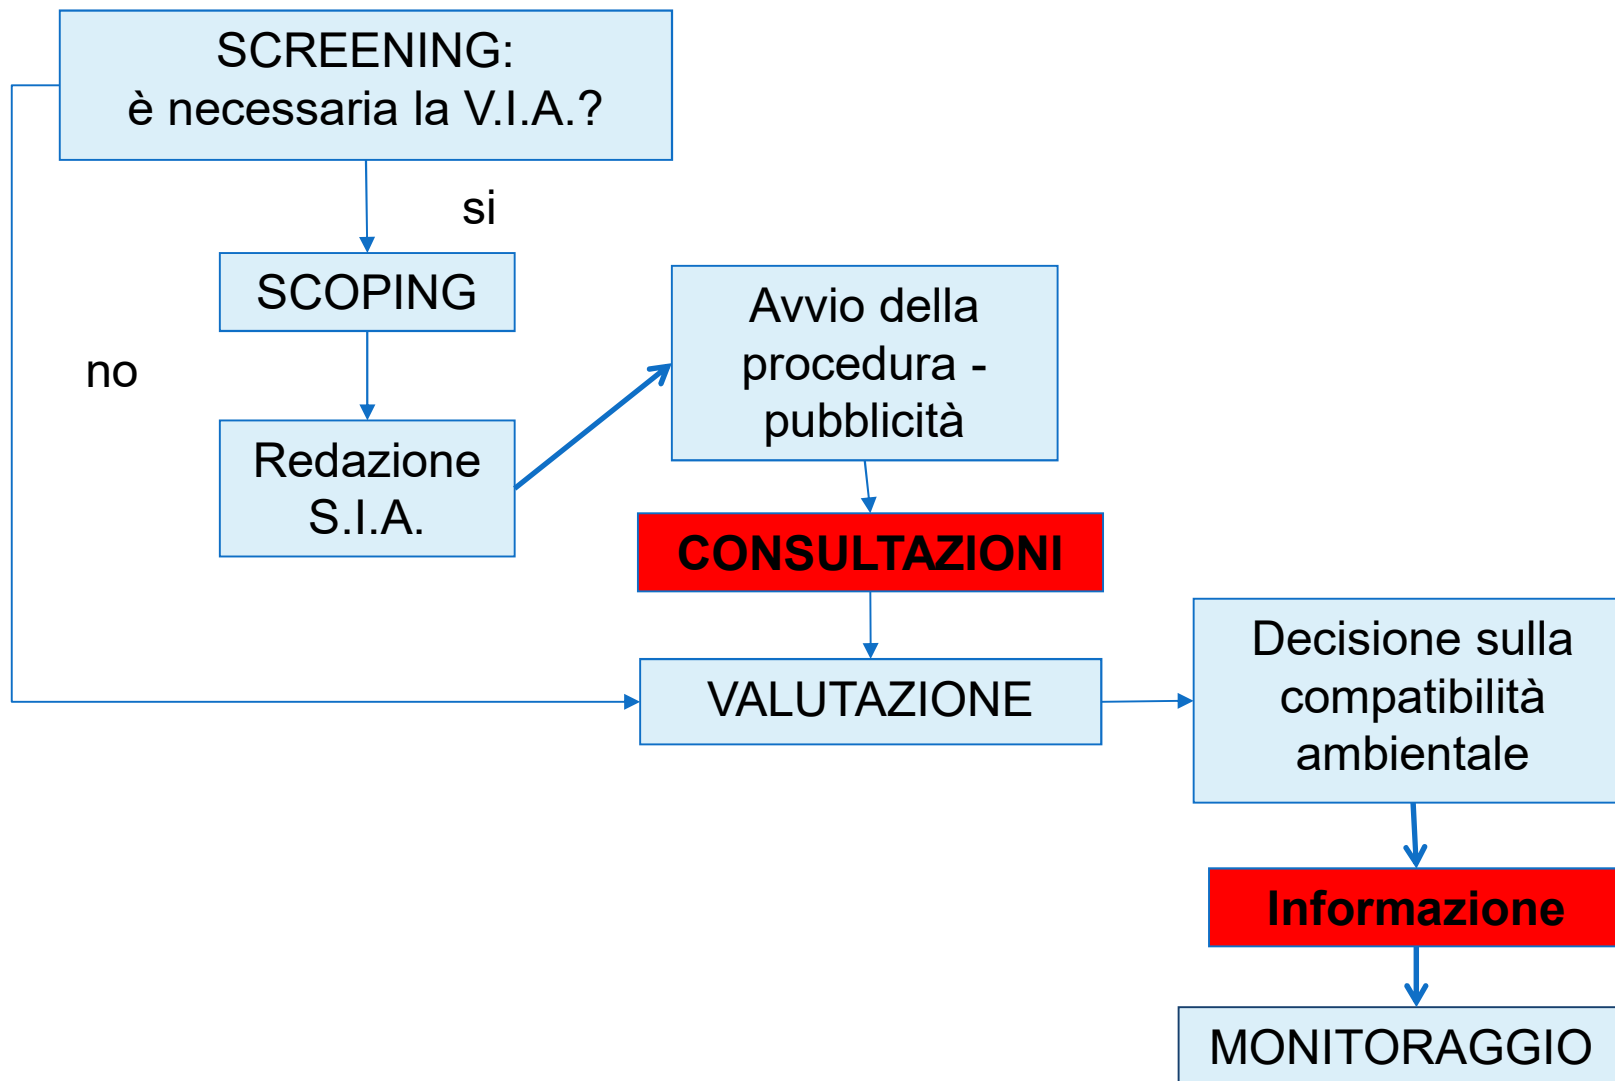 SCREENING:
è necessaria la V.I.A.?
si
SCOPING
no
Redazione
S.I.A.
Avvio della
procedura -
pubblicità
CONSULTAZIONI
VALUTAZIONE
Decisione sulla
compatibilità
ambientale
Informazione
MONITORAGGIO